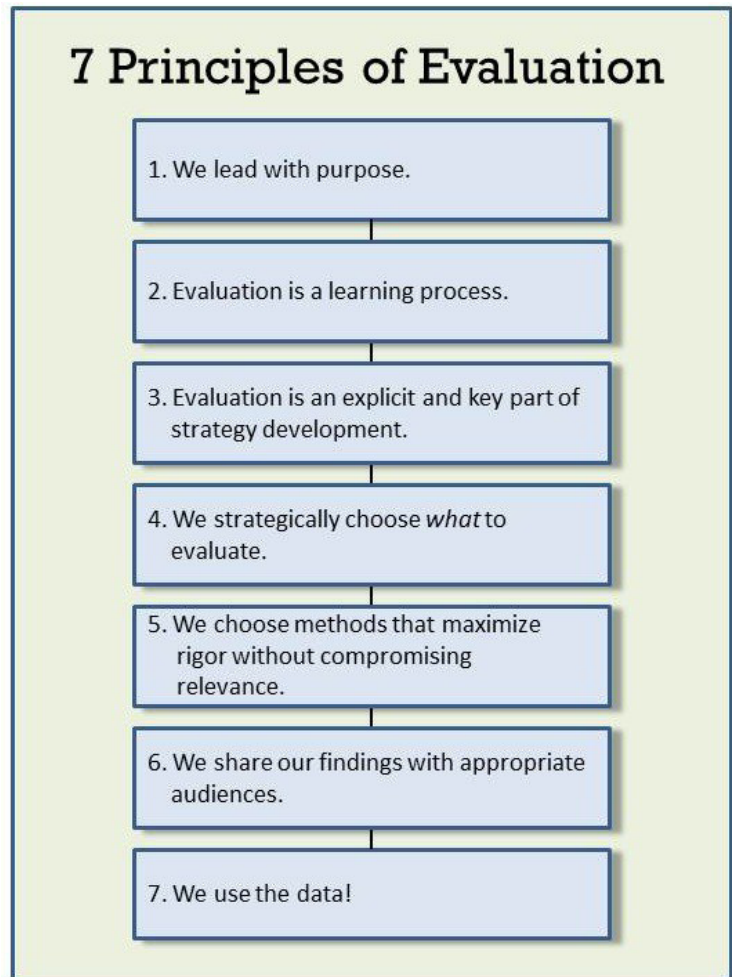 7 Principles of Evaluation
1. We lead with purpose.
2. Evaluation is a learning process.
3. Evaluation is an explicit and key part of
strategy development.
4. We strategically choose what to
evaluate.
5. We choose methods that maximize
rigor without compromising
relevance.
6. We share our findings with appropriate
audiences.
7. We use the data!